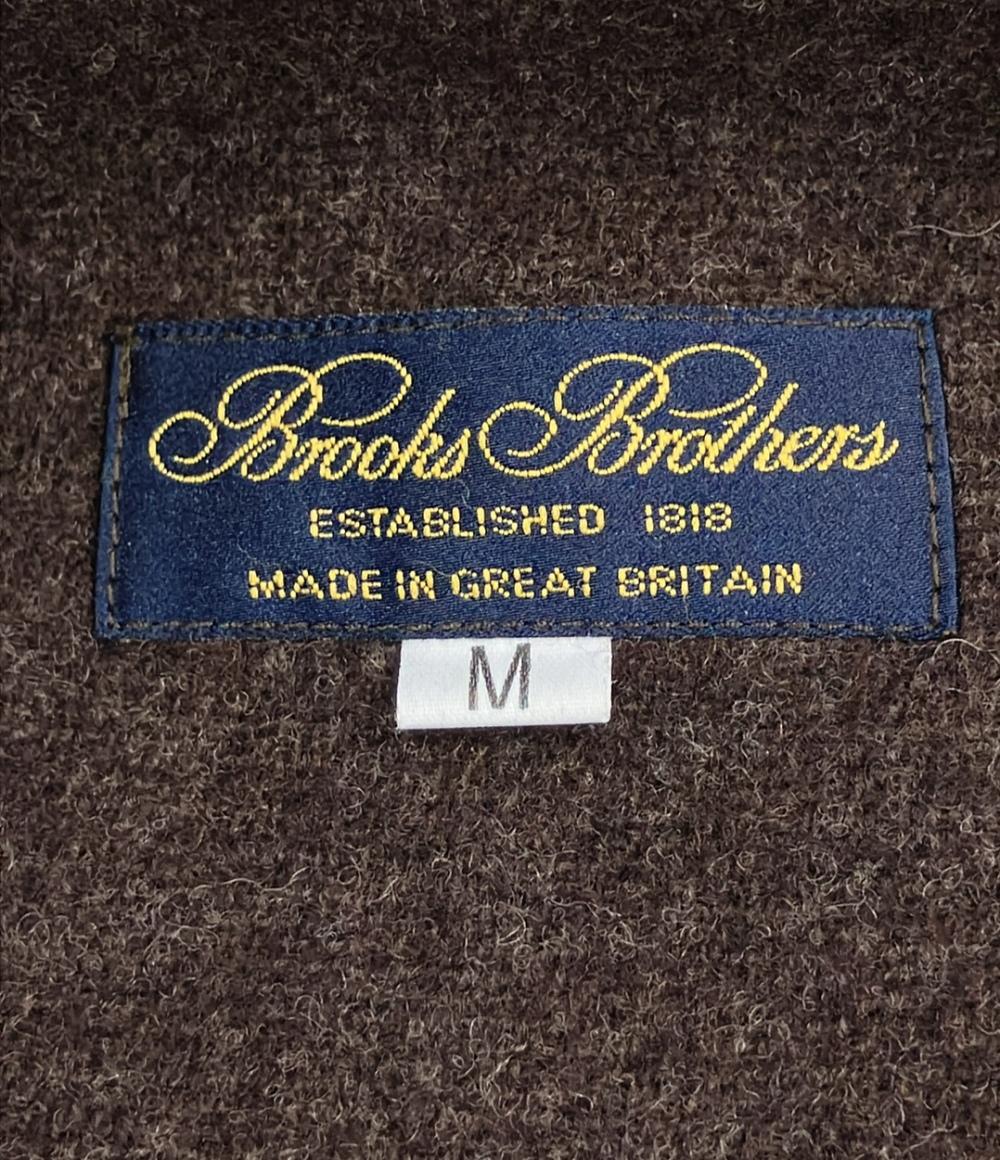 Brooks Brothers
ESTABLISHED 1818
MADE IN GREAT BRITAIN
M